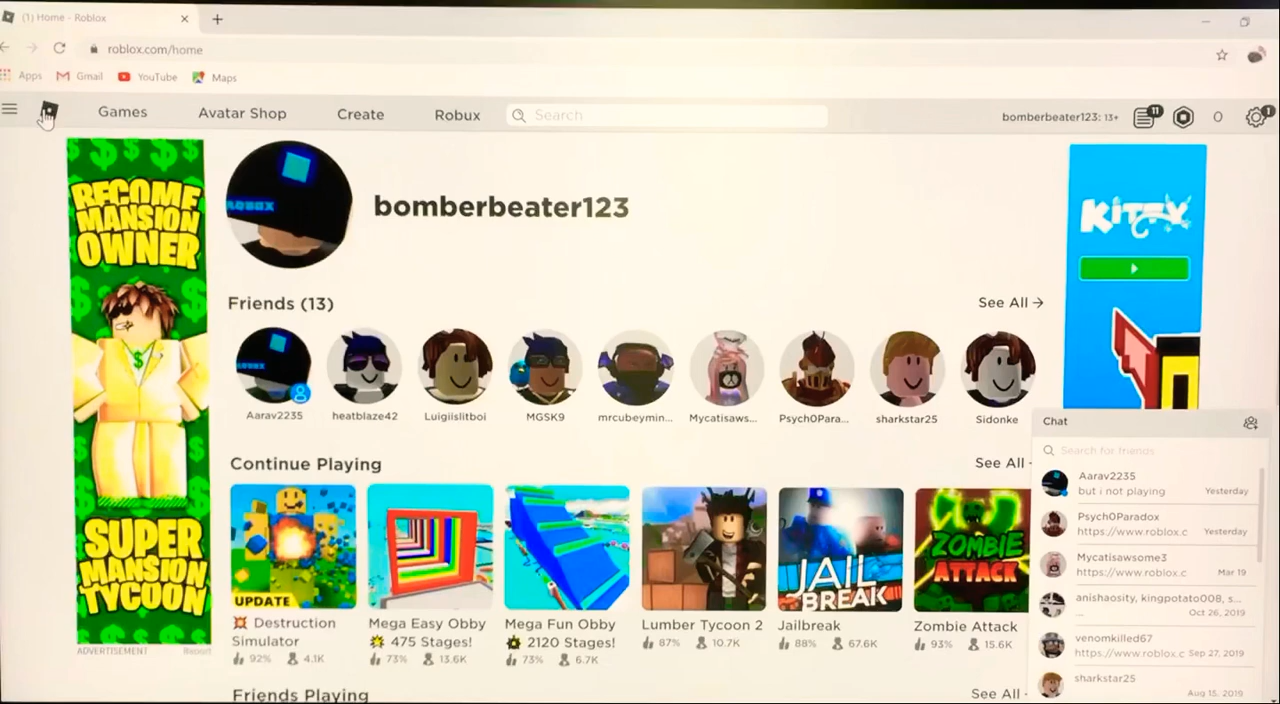 (1) Home - Roblox
roblox.com/home
Apps Gmail YouTube Maps
Games Avatar Shop Create Robux Search bomberbeater123: 13+ 11 0 1
BECOME
MANSION
OWNER
SUPER
MANSION
TYCOON
ADVERTISEMENT Report
ROBLOX
bomberbeater123
KITEY
Friends (13) See All →
Aarav2235 heatblaze42 Luigiislitboi MGSK9 mrcubeymin... Mycatisaws... Psych0Para... sharkstar25 Sidonke
Continue Playing See All
UPDATE
JAIL
BREAK
ZOMBIE
ATTACK
Destruction
Simulator
92% 4.1K
Mega Easy Obby
475 Stages!
73% 13.6K
Mega Fun Obby
2120 Stages!
73% 6.7K
Lumber Tycoon 2
87% 10.7K
Jailbreak
88% 67.6K
Zombie Attack
93% 15.6K
Friends Playing See All
Chat
Search for friends
Aarav2235
but i not playing Yesterday
Psych0Paradox
https://www.roblox.c Yesterday
Mycatisawsome3
https://www.roblox.c Mar 19
anishaosity, kingpotato008, s...
... Oct 26, 2019
venomkilled67
https://www.roblox.c Sep 27, 2019
sharkstar25
Aug 15, 2019